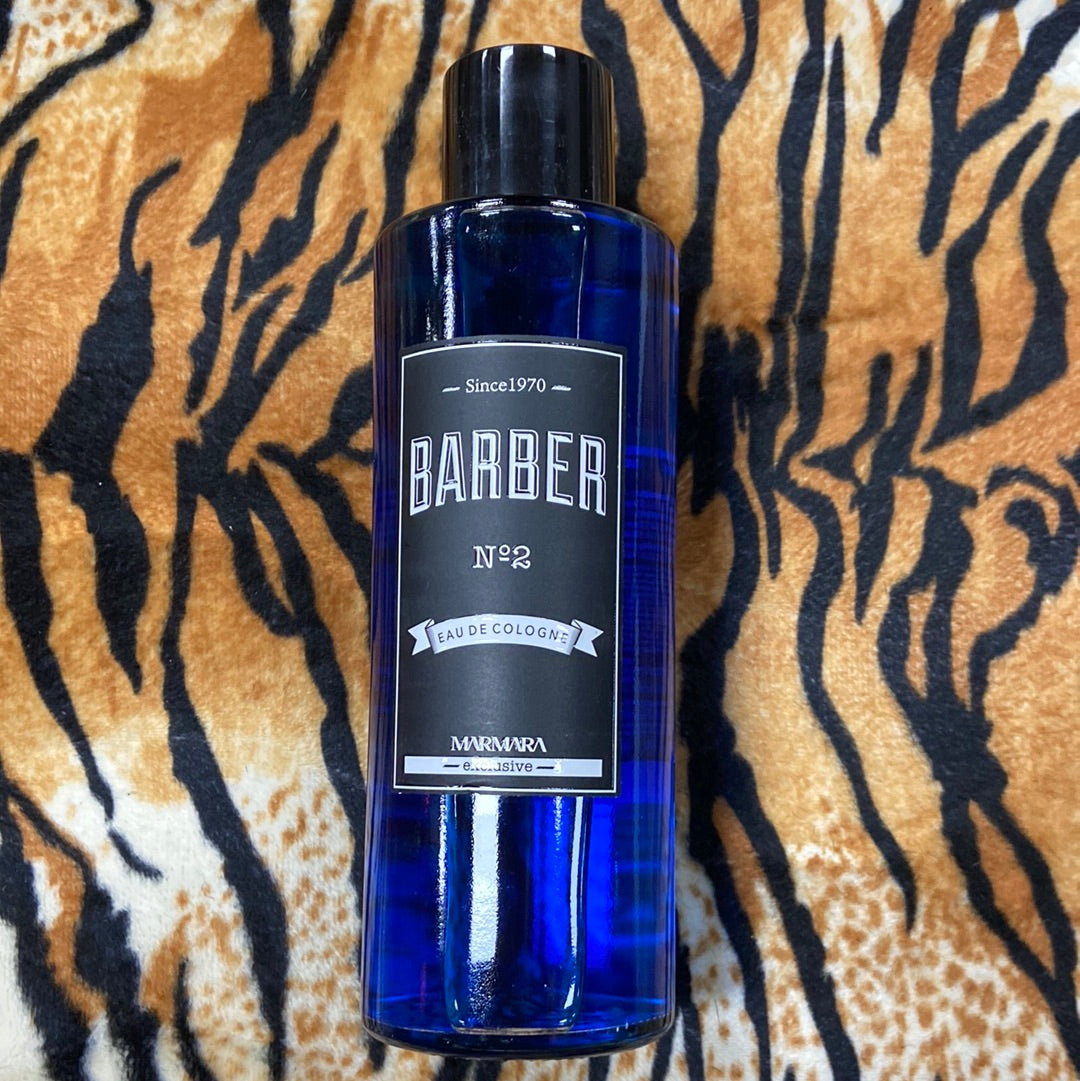 — Since1970 —
BARBER
Nº2
EAU DE COLOGNE
MARMARA
— exclusive —